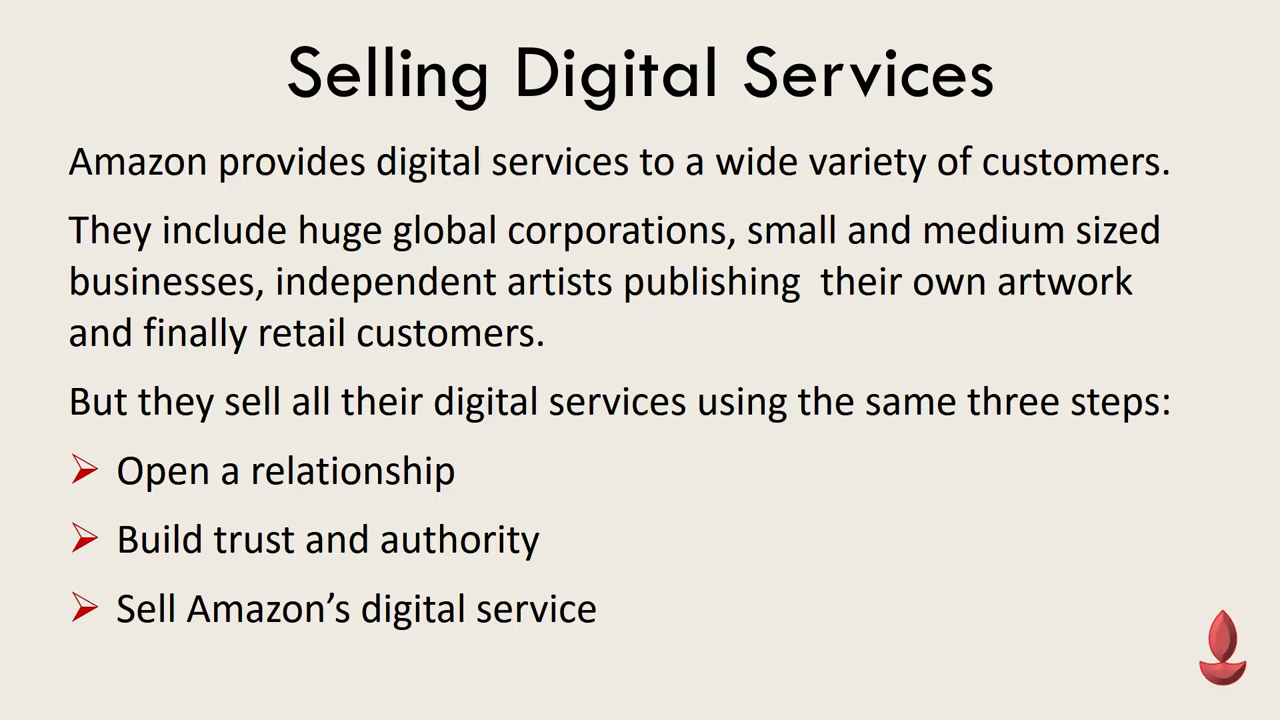 Selling Digital Services
Amazon provides digital services to a wide variety of customers.
They include huge global corporations, small and medium sized
businesses, independent artists publishing  their own artwork
and finally retail customers.
But they sell all their digital services using the same three steps:
➢ Open a relationship
➢ Build trust and authority
➢ Sell Amazon’s digital service